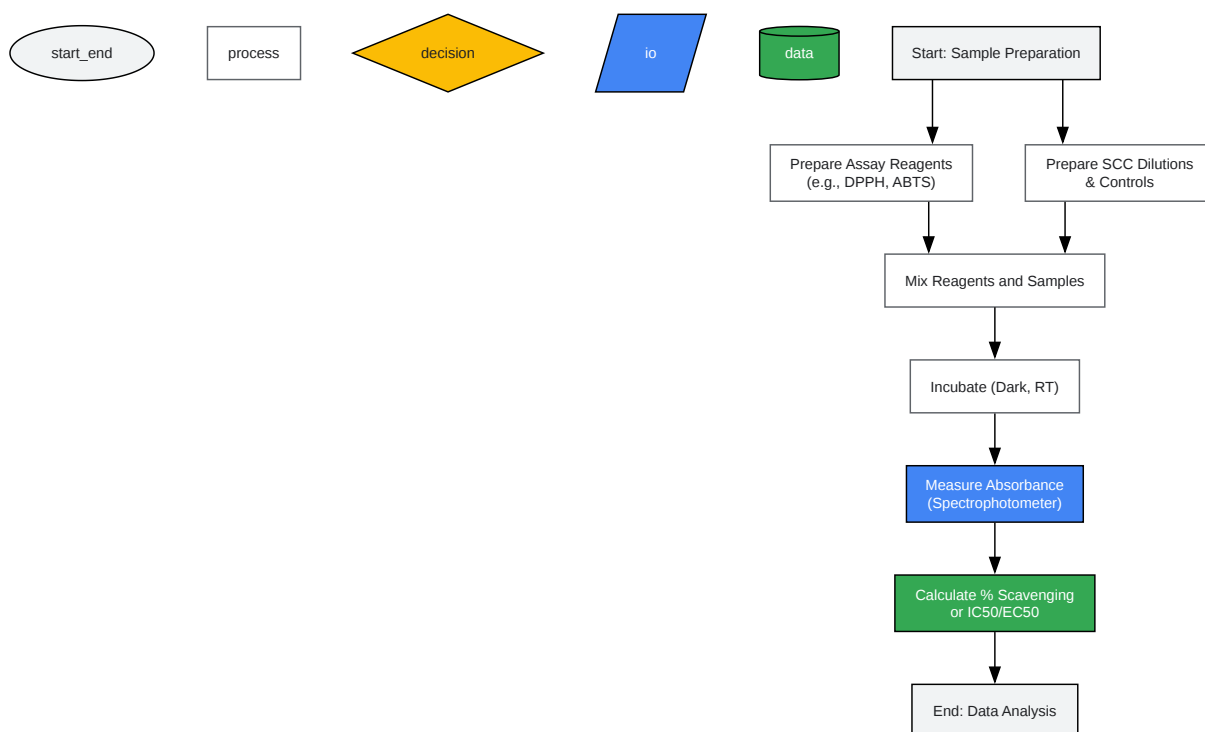 start_end
process
decision
io
data
Start: Sample Preparation
Prepare Assay Reagents
(e.g., DPPH, ABTS)
Prepare SCC Dilutions
& Controls
Mix Reagents and Samples
Incubate (Dark, RT)
Measure Absorbance
(Spectrophotometer)
Calculate % Scavenging
or IC50/EC50
End: Data Analysis